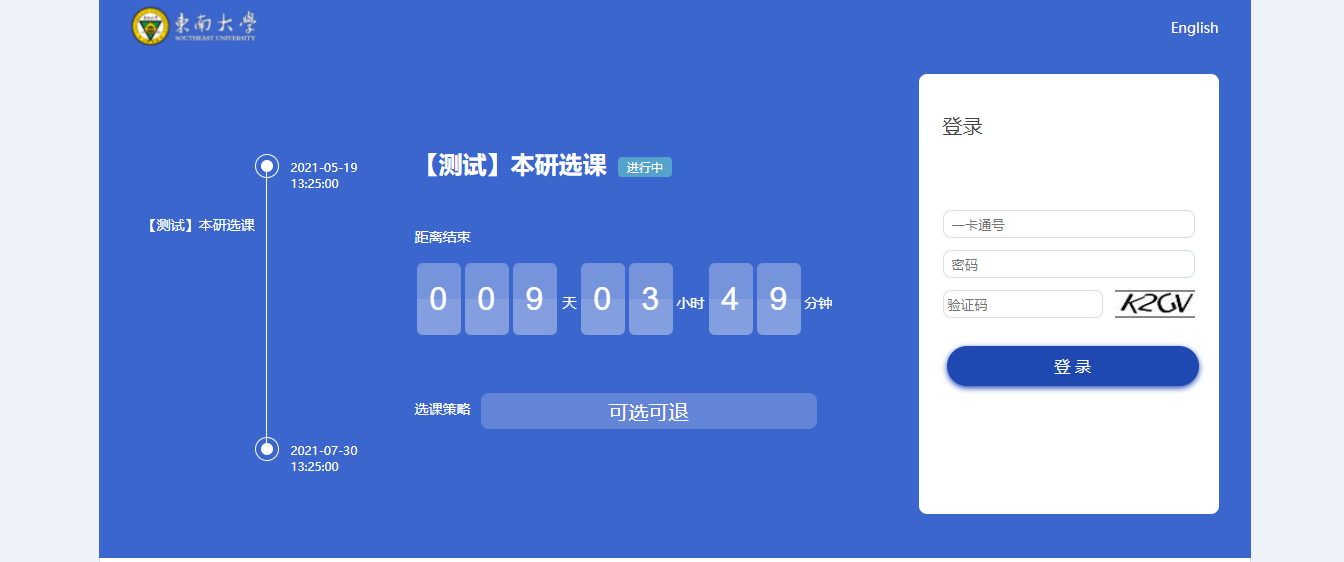 東南大學
SOUTHEAST UNIVERSITY
English
2021-05-19
13:25:00
【测试】本研选课
2021-07-30
13:25:00
【测试】本研选课 进行中
距离结束
0 0 9 天 0 3 小时 4 9 分钟
选课策略 可选可退
登录
一卡通号
密码
验证码 K2GV
登 录